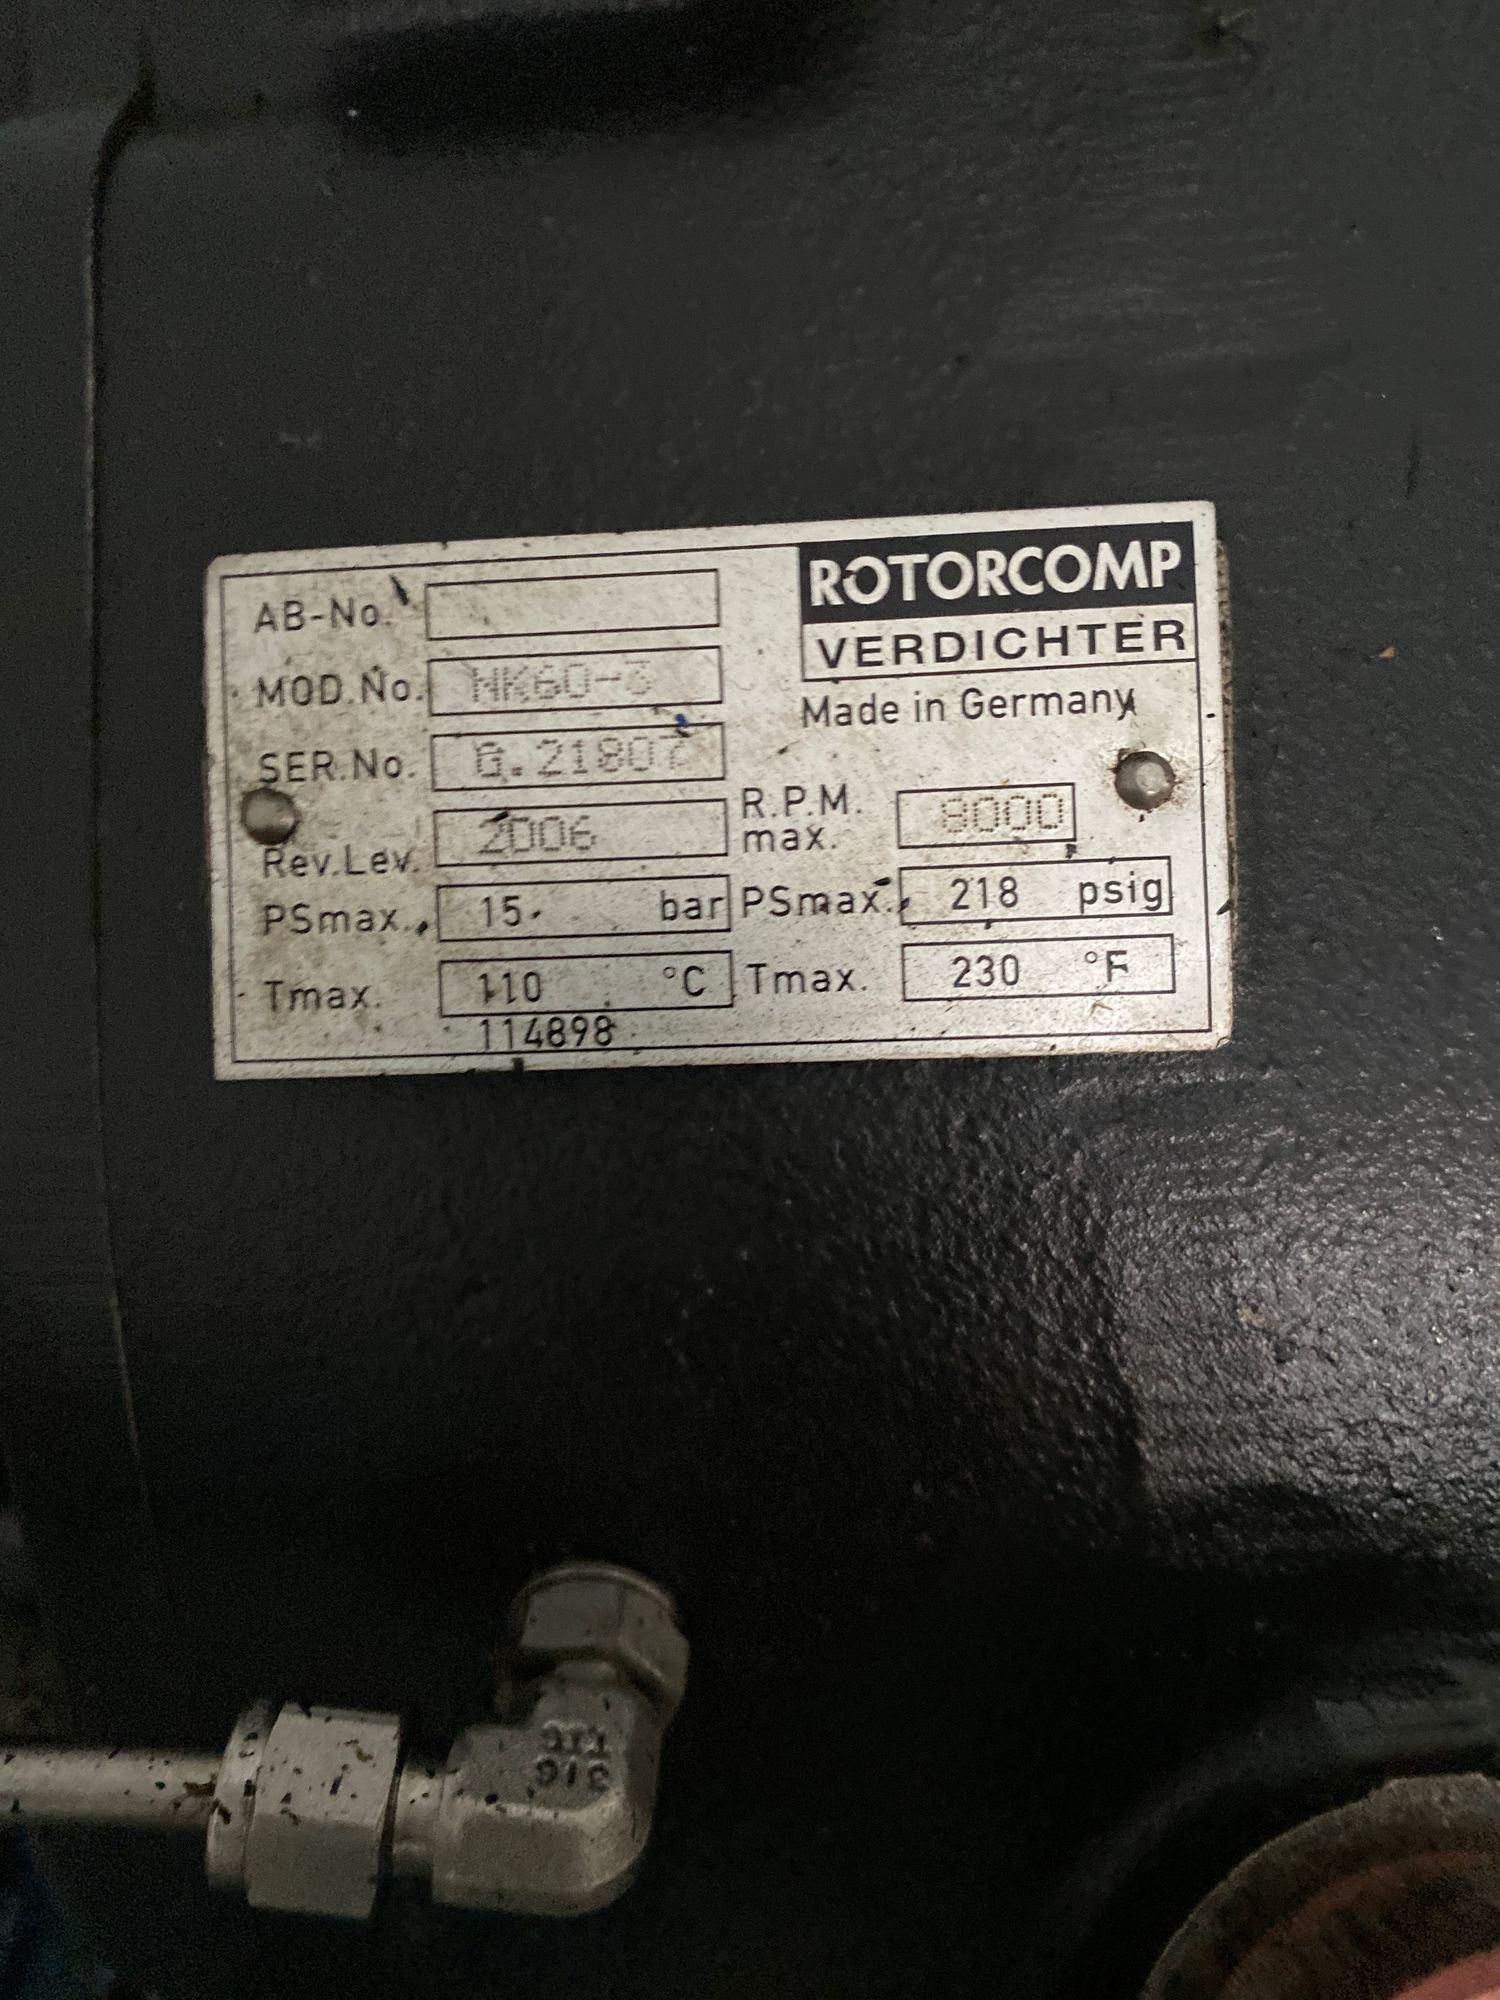 ROTORCOMP
VERDICHTER
Made in Germany
AB-No.
MOD.No. NK60-3
SER.No. G.21807
Rev.Lev. 2006 R.P.M. max. 8000
PSmax. 15. bar PSmax. 218 psig
Tmax. 110 °C Tmax. 230 °F
114898
316